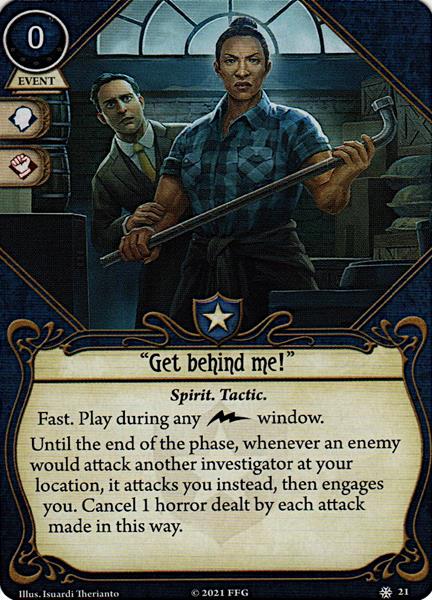 0
EVENT
"Get behind me!"
Spirit. Tactic.
Fast. Play during any window.
Until the end of the phase, whenever an enemy
would attack another investigator at your
location, it attacks you instead, then engages
you. Cancel 1 horror dealt by each attack
made in this way.
Illus. Isuardi Therianto
© 2021 FFG
21